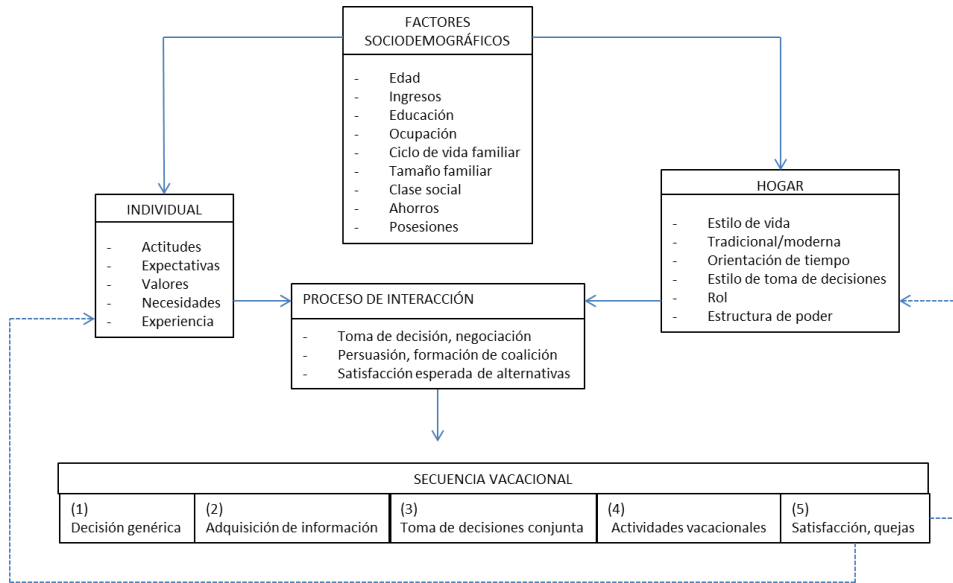 FACTORES
SOCIODEMOGRÁFICOS
- Edad
- Ingresos
- Educación
- Ocupación
- Ciclo de vida familiar
- Tamaño familiar
- Clase social
- Ahorros
- Posesiones
INDIVIDUAL
- Actitudes
- Expectativas
- Valores
- Necesidades
- Experiencia
HOGAR
- Estilo de vida
- Tradicional/moderna
- Orientación de tiempo
- Estilo de toma de decisiones
- Rol
- Estructura de poder
PROCESO DE INTERACCIÓN
- Toma de decisión, negociación
- Persuasión, formación de coalición
- Satisfacción esperada de alternativas
SECUENCIA VACACIONAL
(1)
Decisión genérica
(2)
Adquisición de información
(3)
Toma de decisiones conjunta
(4)
Actividades vacacionales
(5)
Satisfacción, quejas